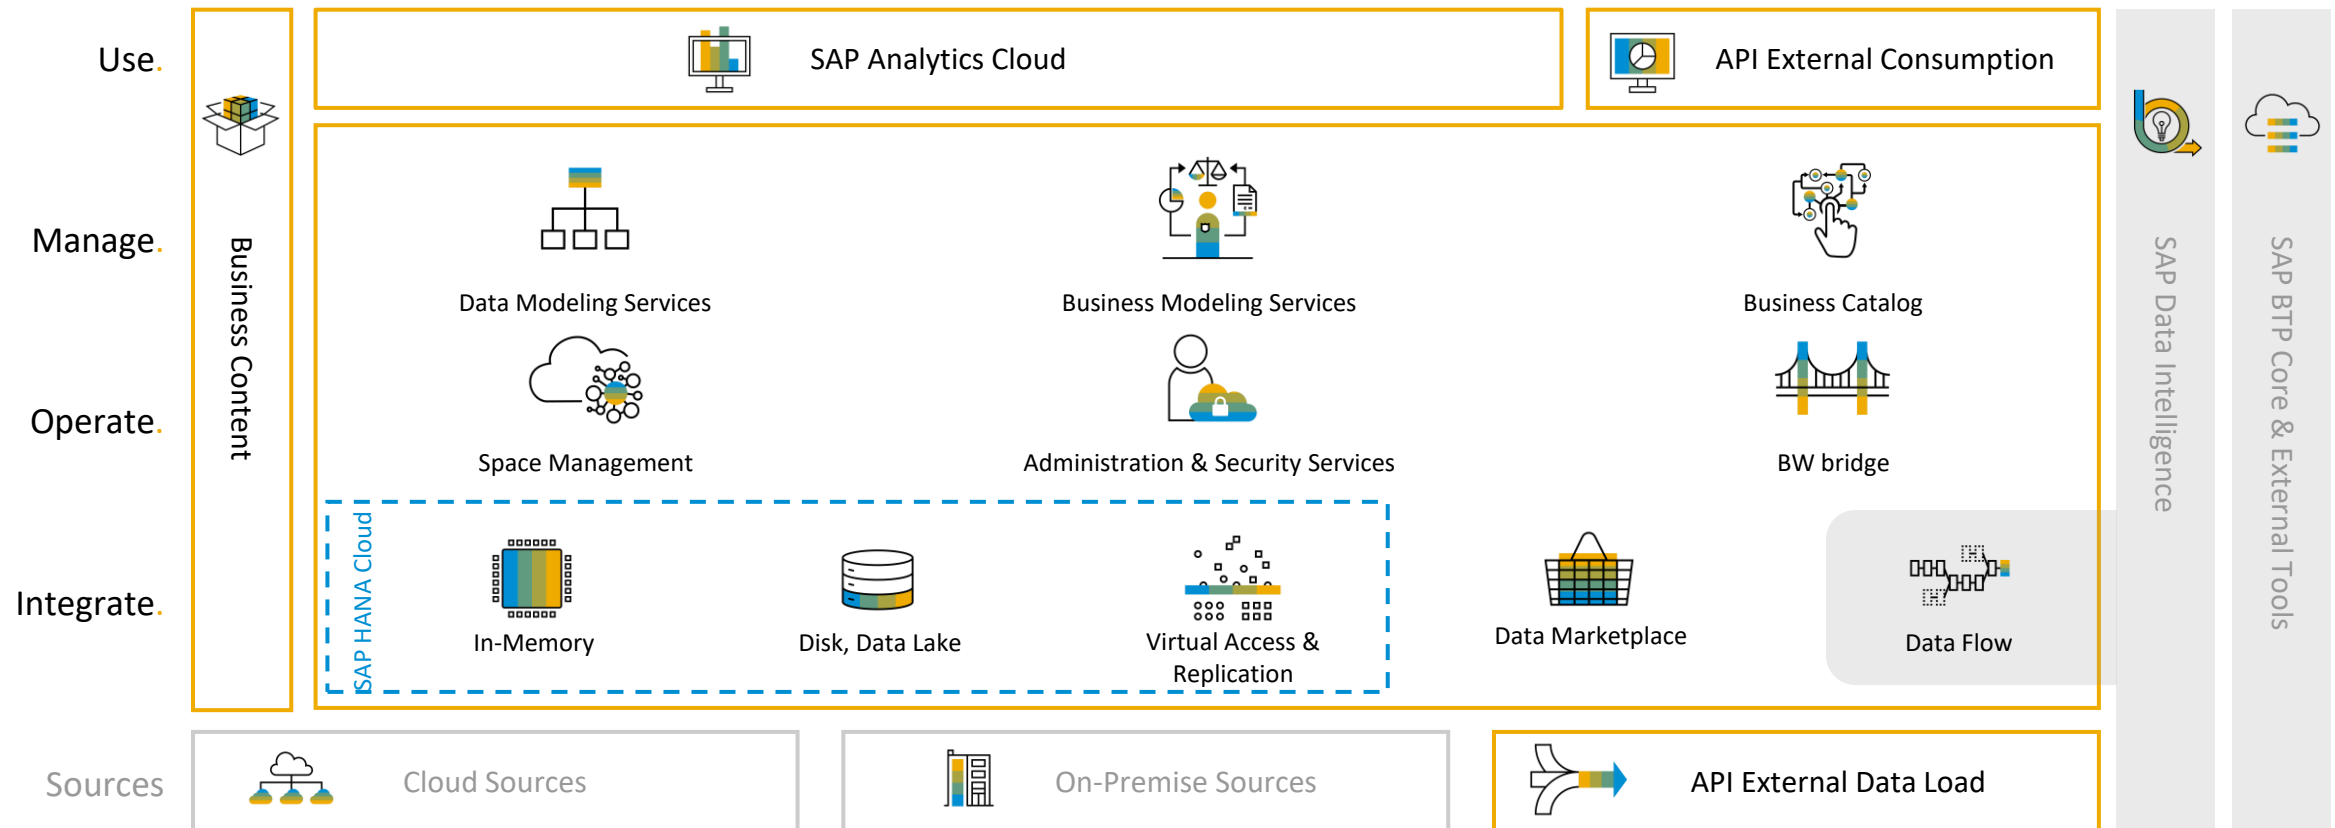 Use.
SAP Analytics Cloud
API External Consumption
Manage.
Business Content
Data Modeling Services
Business Modeling Services
Business Catalog
SAP Data Intelligence
SAP BTP Core & External Tools
Operate.
Space Management
Administration & Security Services
BW bridge
Integrate.
SAP HANA Cloud
In-Memory
Disk, Data Lake
Virtual Access &
Replication
Data Marketplace
Data Flow
Sources
Cloud Sources
On-Premise Sources
API External Data Load